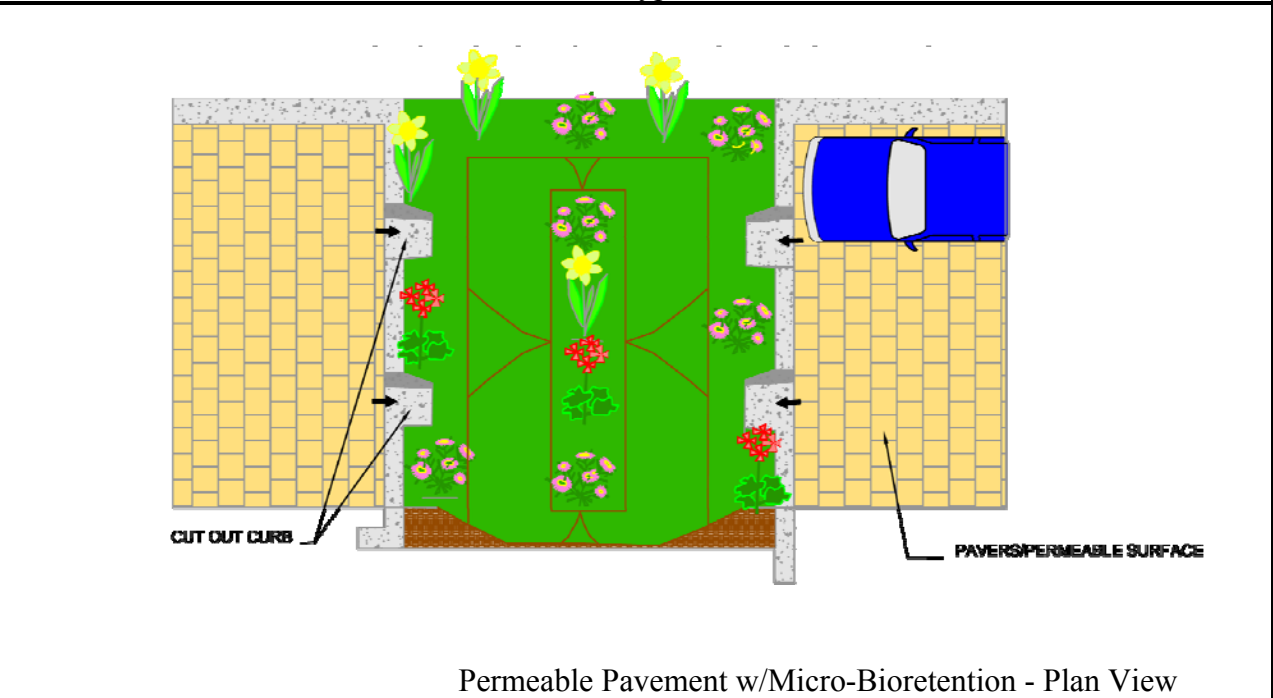 CUT OUT CURB
PAVERS/PERMEABLE SURFACE
Permeable Pavement w/Micro-Bioretention - Plan View